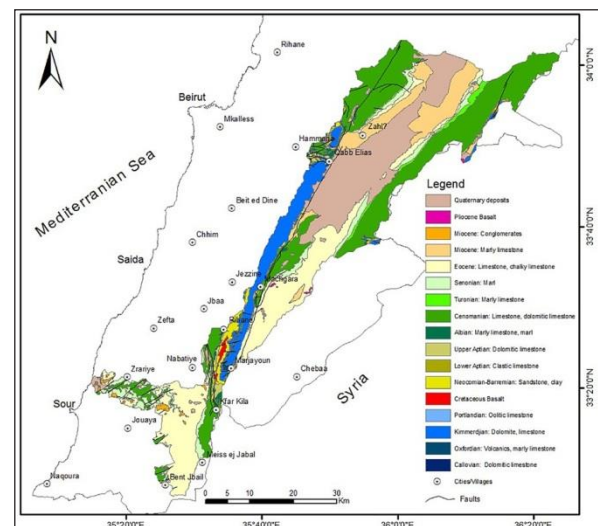 N
Rihane
Beirut
Mkalless
Hammana
Zahl?
Qabb Elias
Mediterranean Sea
Beit ed Dine
Chhim
Saida
Jezzine
Machgara
Jbaa
Zefta
Rihane
Nabatiye
Marjayoun
Chebaa
Zrariye
Syria
Sour
Tar Kila
Jouaya
Meiss ej Jabal
Naqoura
Bent Jbail
0 5 10 20 30
Km
34°0'0"
33°40'0"
33°20'0"
35°20'0"
35°40'0"
36°0'0"
36°20'0"
Legend
Quaternary deposits
Pliocene Basalt
Miocene: Conglomerates
Miocene: Marly limestone
Eocene: Limestone, chalky limestone
Senonian: Marl
Turonian: Marly limestone
Cenomanian: Limestone, dolomitic limestone
Albian: Marly limestone, marl
Upper Aptian: Dolomitic limestone
Lower Aptian: Clastic limestone
Neocomian-Barremian: Sandstone, clay
Cretaceous Basalt
Portlandian: Oolitic limestone
Kimmerdjian: Dolomite, limestone
Oxfordian: Volcanics, marly limestone
Callovian: Dolomitic limestone
Cities/Villages
Faults